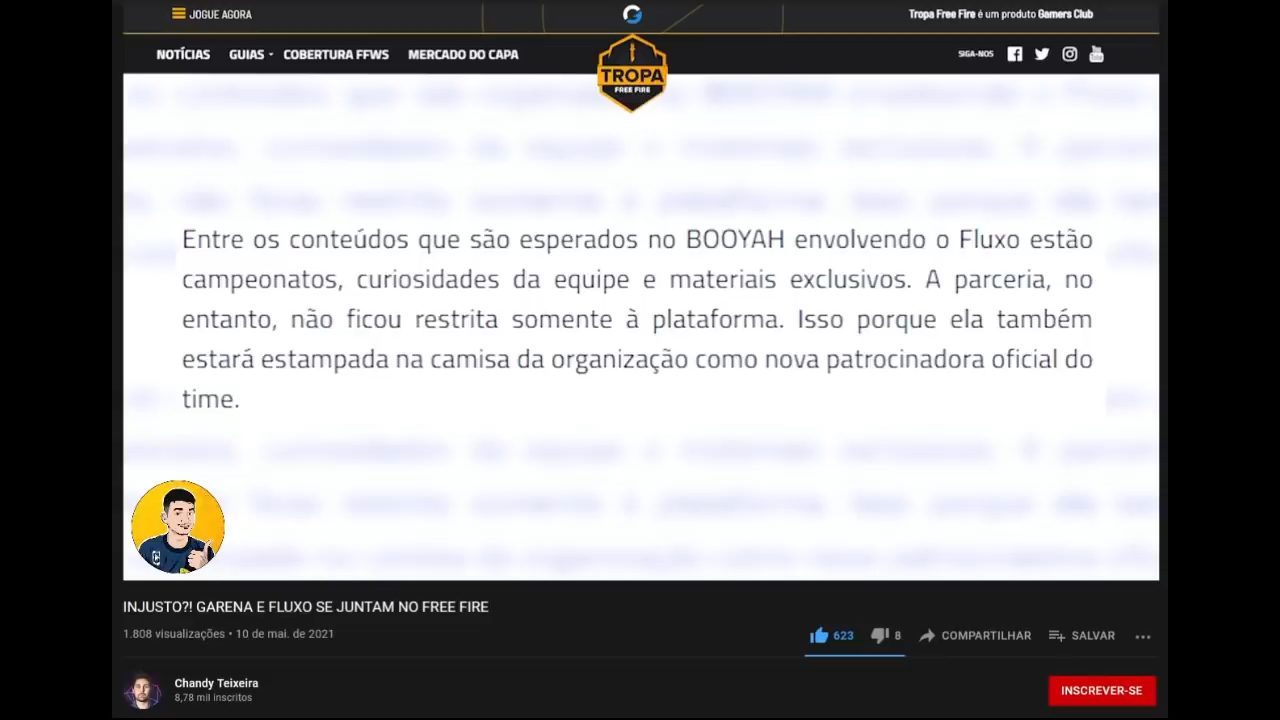 JOGUE AGORA
Tropa Free Fire é um produto Gamers Club
NOTÍCIAS GUIAS COBERTURA FFWS MERCADO DO CAPA
TROPA
FREE FIRE
SIGA-NOS
Entre os conteúdos que são esperados no BOOYAH envolvendo o Fluxo estão
campeonatos, curiosidades da equipe e materiais exclusivos. A parceria, no
entanto, não ficou restrita somente à plataforma. Isso porque ela também
estará estampada na camisa da organização como nova patrocinadora oficial do
time.
INJUSTO?! GARENA E FLUXO SE JUNTAM NO FREE FIRE
1.808 visualizações • 10 de mai. de 2021
623 8 COMPARTILHAR SALVAR
Chandy Teixeira
8,78 mil inscritos
INSCREVER-SE